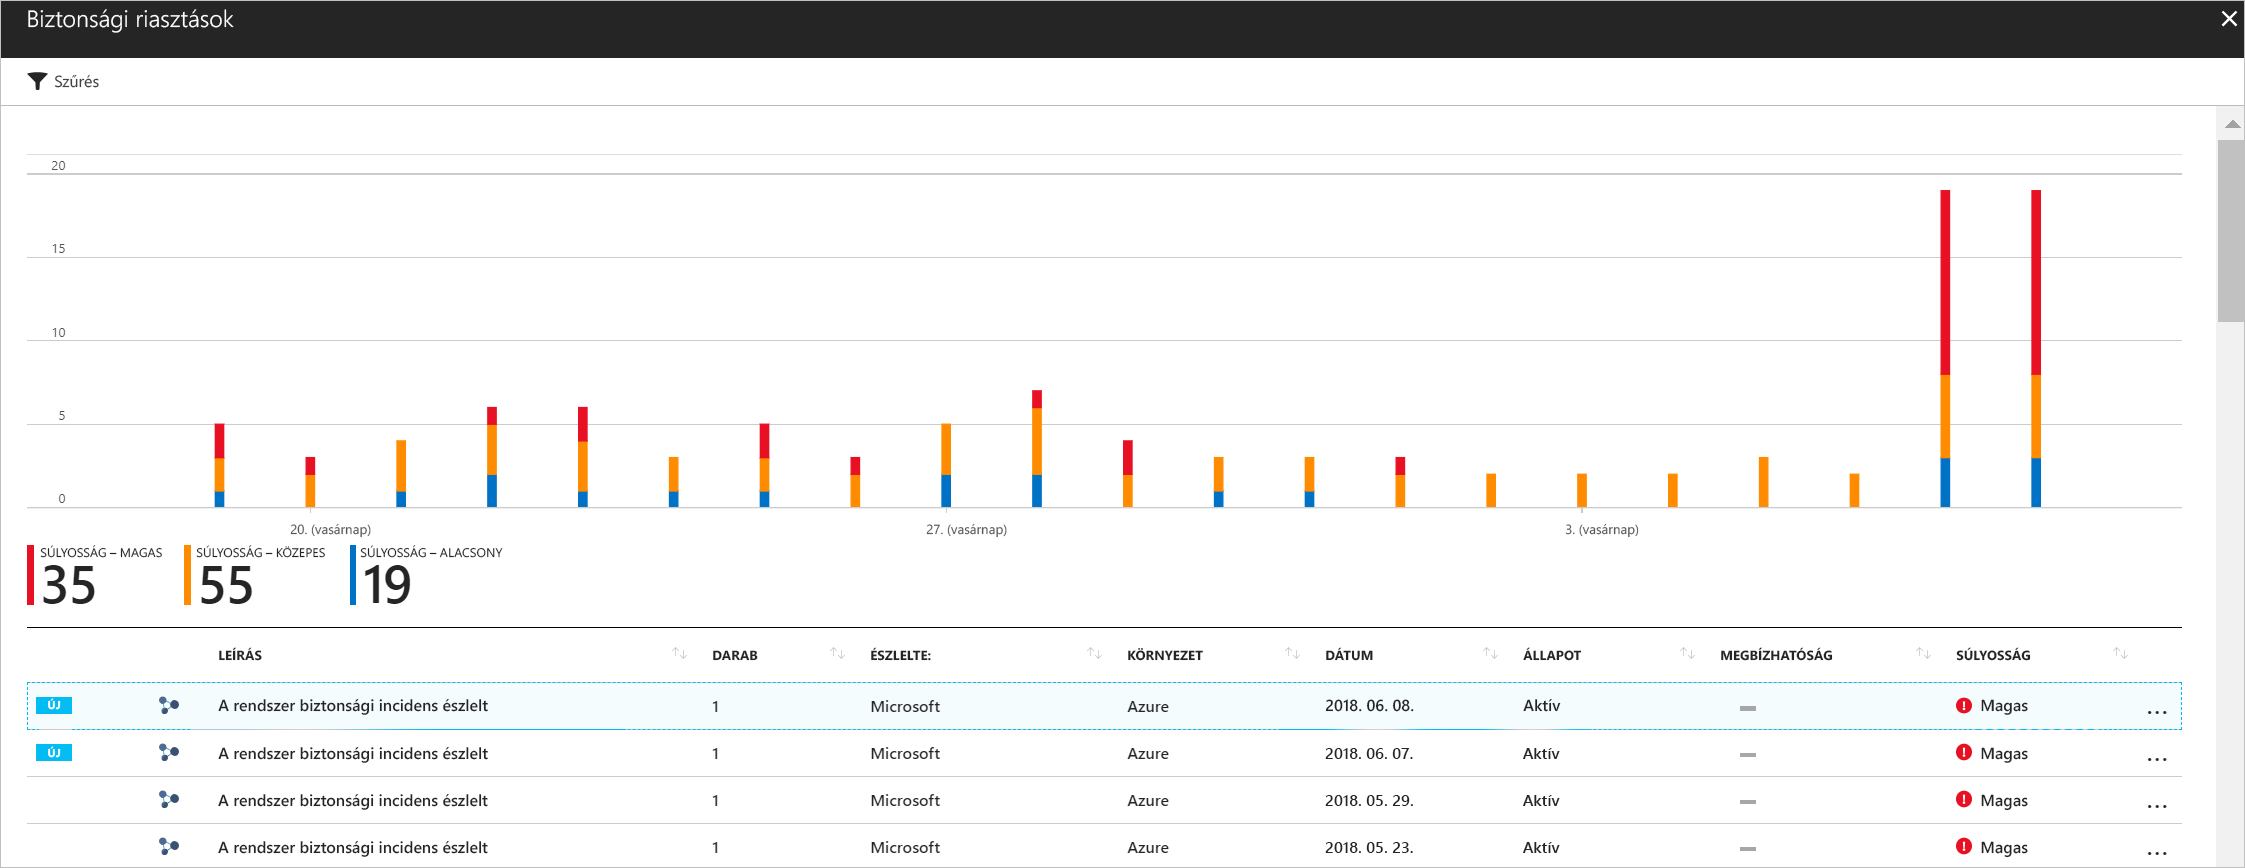 Biztonsági riasztások
Szűrés
20
15
10
5
0
20. (vasárnap) 27. (vasárnap) 3. (vasárnap)
SÚLYOSSÁG – MAGAS SÚLYOSSÁG – KÖZEPES SÚLYOSSÁG – ALACSONY
35 55 19
LEÍRÁS DARAB ÉSZLELTE: KÖRNYEZET DÁTUM ÁLLAPOT MEGBÍZHATÓSÁG SÚLYOSSÁG
ÚJ A rendszer biztonsági incidens észlelt 1 Microsoft Azure 2018. 06. 08. Aktív Magas ...
ÚJ A rendszer biztonsági incidens észlelt 1 Microsoft Azure 2018. 06. 07. Aktív Magas ...
A rendszer biztonsági incidens észlelt 1 Microsoft Azure 2018. 05. 29. Aktív Magas ...
A rendszer biztonsági incidens észlelt 1 Microsoft Azure 2018. 05. 23. Aktív Magas ...